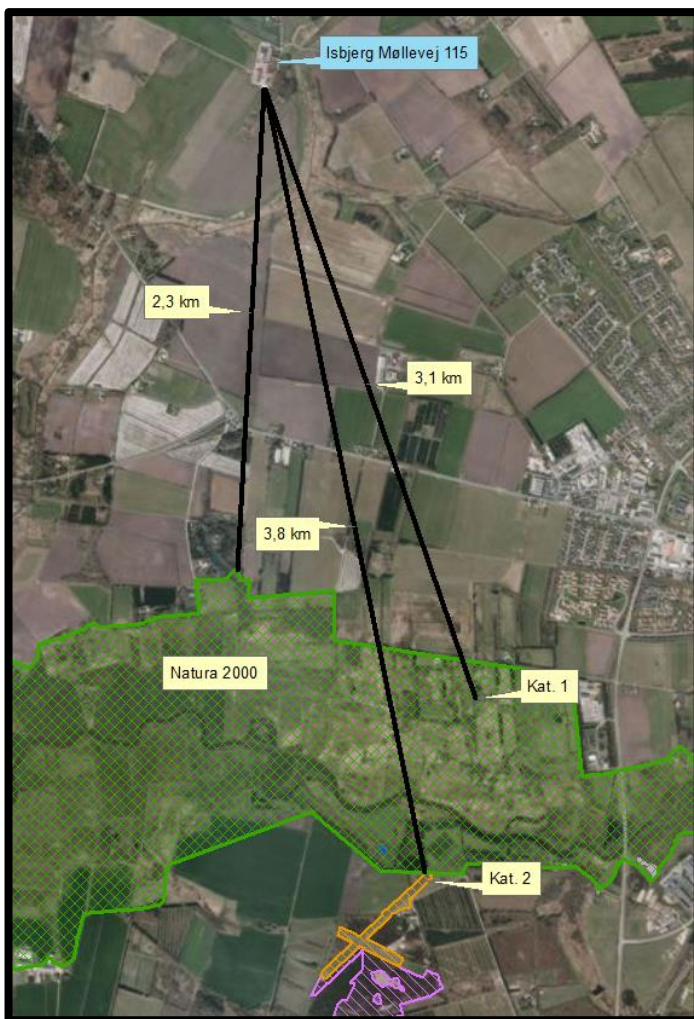 Isbjerg Møllevej 115
2,3 km
3,1 km
3,8 km
Natura 2000
Kat. 1
Kat. 2